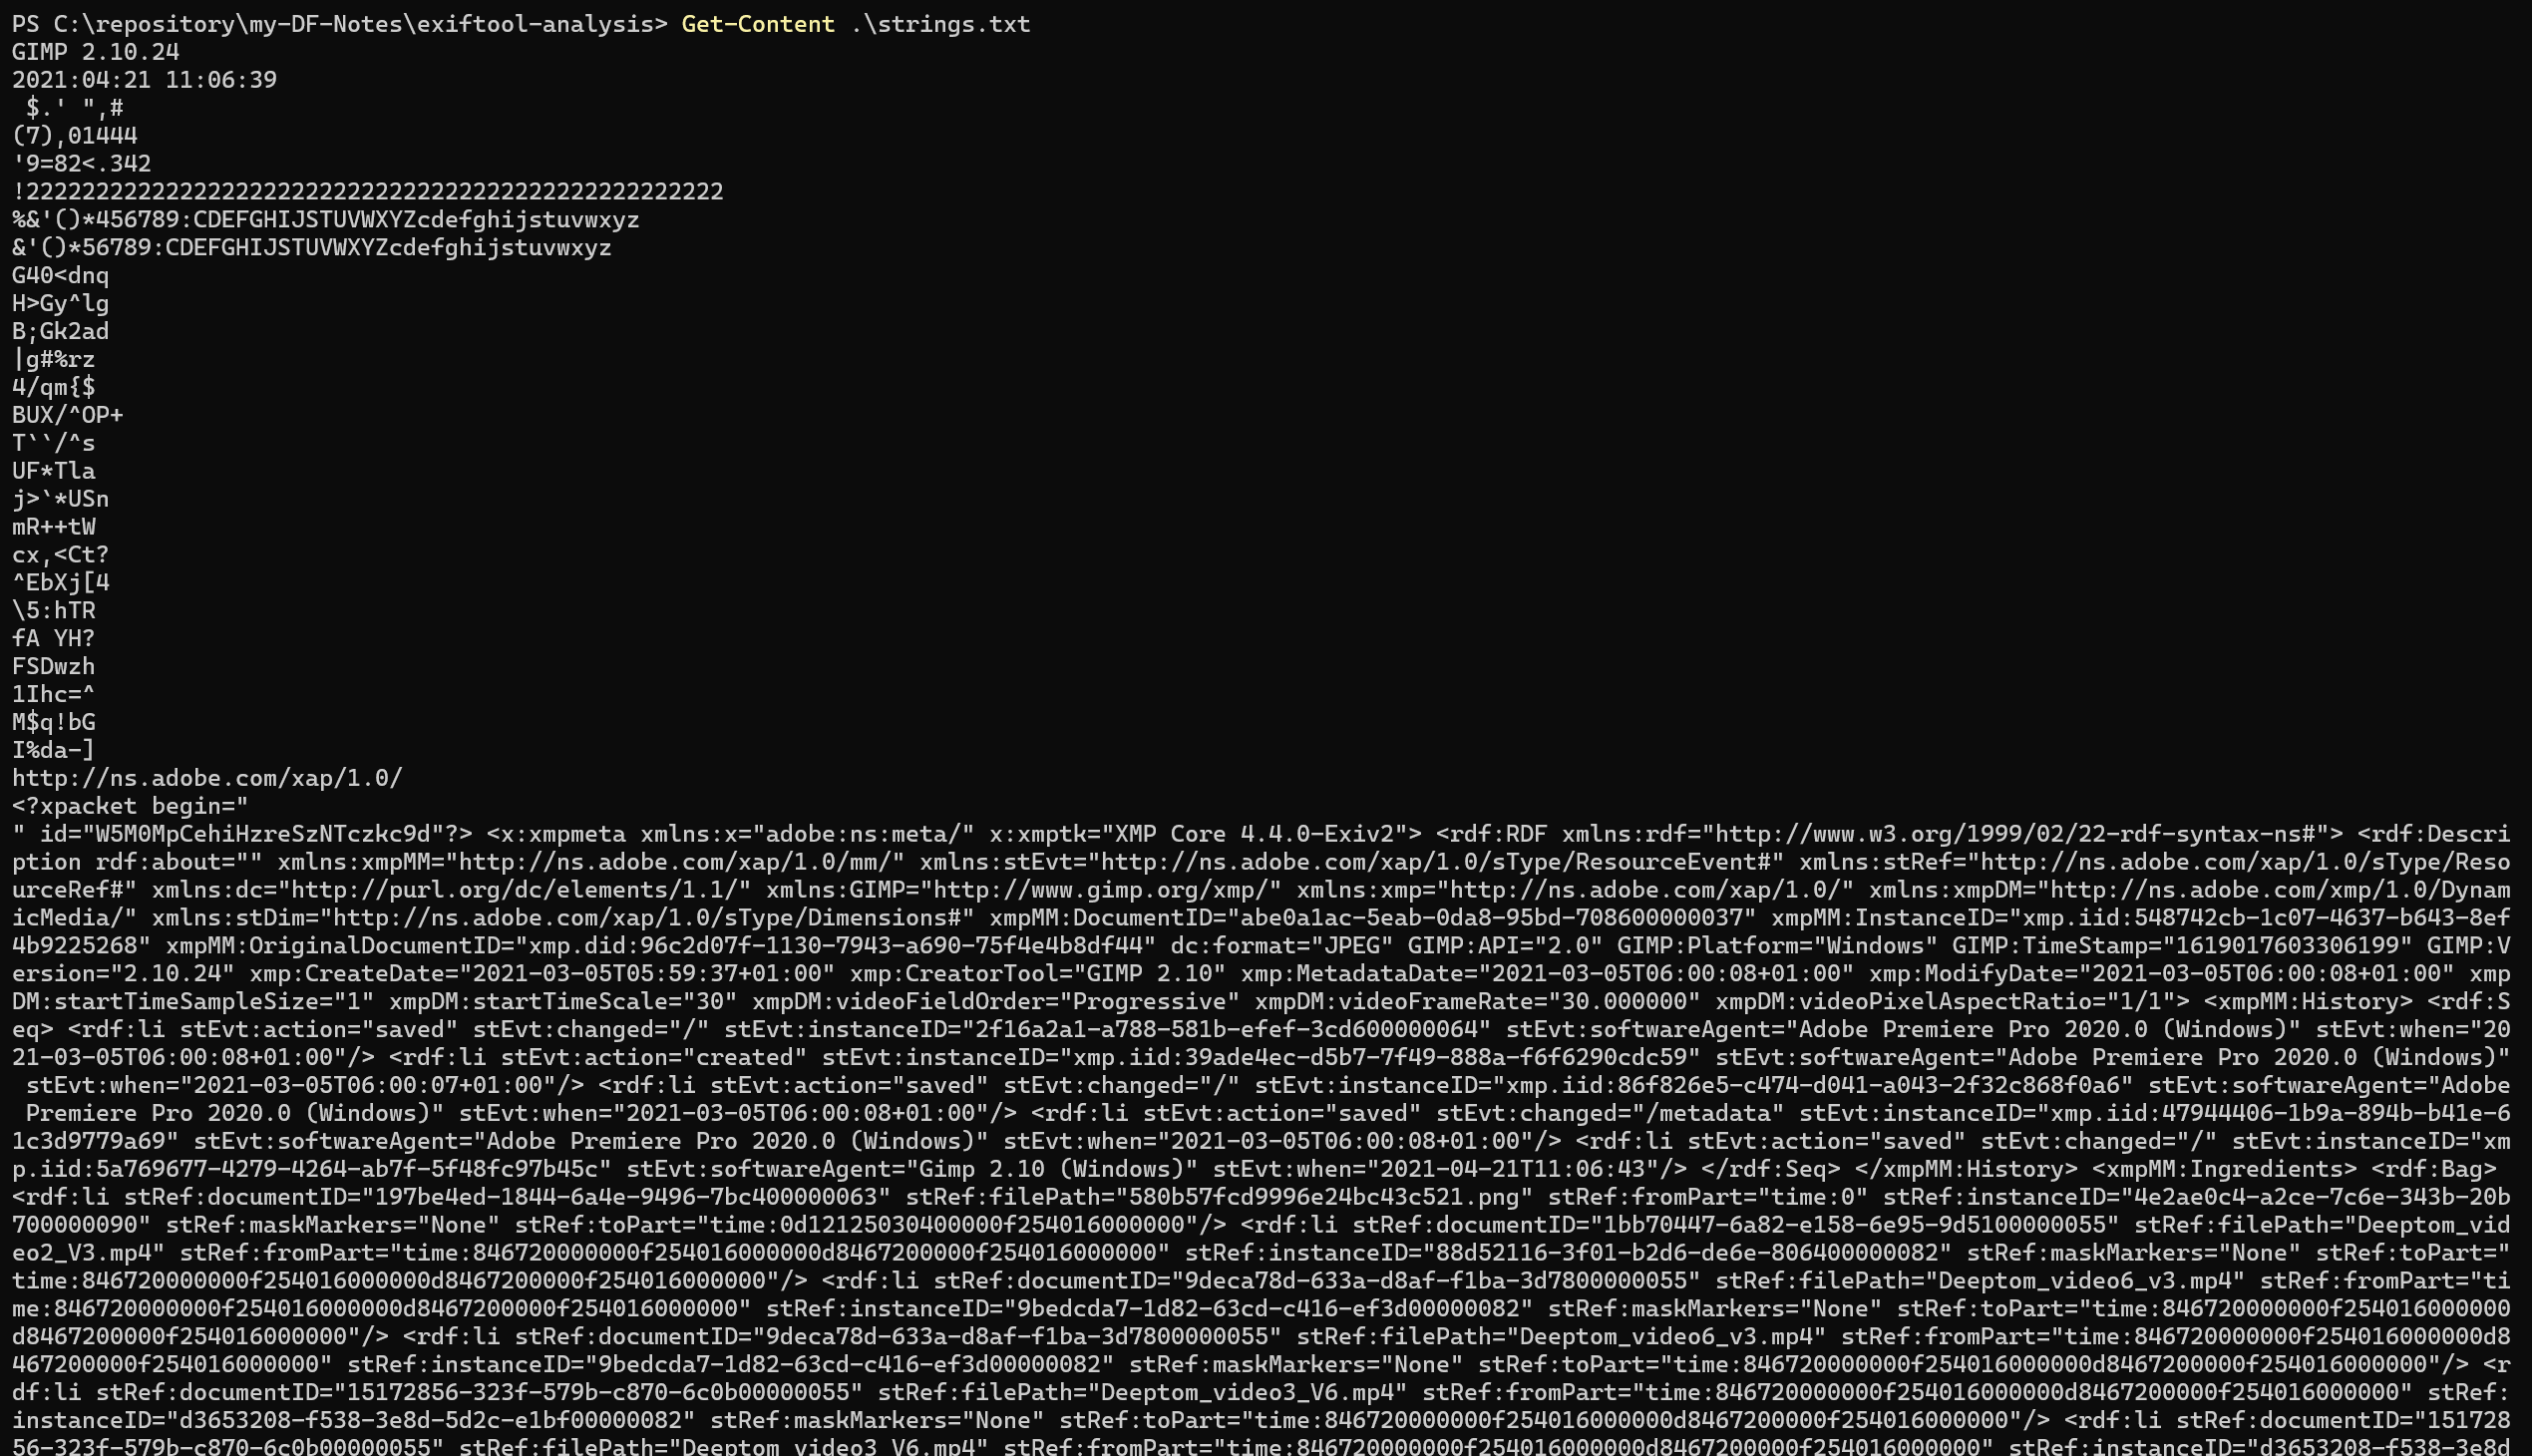 PS C:\repository\my-DF-Notes\exiftool-analysis> Get-Content .\strings.txt
GIMP 2.10.24
2021:04:21 11:06:39
 $.' ",#
(7),01444
'9=82<.342
!22222222222222222222222222222222222222222222222222
%&'()*456789:CDEFGHIJSTUVWXYZcdefghijstuvwxyz
&'()*56789:CDEFGHIJSTUVWXYZcdefghijstuvwxyz
G40<dnq
H>Gy^lg
B;Gk2ad
|g#%rz
4/qm{$
BUX/^OP+
T``/^s
UF*Tla
j>`*USn
mR++tW
cx,<Ct?
^EbXj[4
\5:hTR
fA YH?
FSDwzh
1Ihc=^
M$q!bG
I%da-]
http://ns.adobe.com/xap/1.0/
<?xpacket begin="
" id="W5M0MpCehiHzreSzNTczkc9d"?> <x:xmpmeta xmlns:x="adobe:ns:meta/" x:xmptk="XMP Core 4.4.0-Exiv2"> <rdf:RDF xmlns:rdf="http://www.w3.org/1999/02/22-rdf-syntax-ns#"> <rdf:Descri
ption rdf:about="" xmlns:xmpMM="http://ns.adobe.com/xap/1.0/mm/" xmlns:stEvt="http://ns.adobe.com/xap/1.0/sType/ResourceEvent#" xmlns:stRef="http://ns.adobe.com/xap/1.0/sType/Reso
urceRef#" xmlns:dc="http://purl.org/dc/elements/1.1/" xmlns:GIMP="http://www.gimp.org/xmp/" xmlns:xmp="http://ns.adobe.com/xap/1.0/" xmlns:xmpDM="http://ns.adobe.com/xmp/1.0/Dynam
icMedia/" xmlns:stDim="http://ns.adobe.com/xap/1.0/sType/Dimensions#" xmpMM:DocumentID="abe0a1ac-5eab-0da8-95bd-708600000037" xmpMM:InstanceID="xmp.iid:548742cb-1c07-4637-b643-8ef
4b9225268" xmpMM:OriginalDocumentID="xmp.did:96c2d07f-1130-7943-a690-75f4e4b8df44" dc:format="JPEG" GIMP:API="2.0" GIMP:Platform="Windows" GIMP:TimeStamp="1619017603306199" GIMP:V
ersion="2.10.24" xmp:CreateDate="2021-03-05T05:59:37+01:00" xmp:CreatorTool="GIMP 2.10" xmp:MetadataDate="2021-03-05T06:00:08+01:00" xmp:ModifyDate="2021-03-05T06:00:08+01:00" xmp
DM:startTimeSampleSize="1" xmpDM:startTimeScale="30" xmpDM:videoFieldOrder="Progressive" xmpDM:videoFrameRate="30.000000" xmpDM:videoPixelAspectRatio="1/1"> <xmpMM:History> <rdf:S
eq> <rdf:li stEvt:action="saved" stEvt:changed="/" stEvt:instanceID="2f16a2a1-a788-581b-efef-3cd600000064" stEvt:softwareAgent="Adobe Premiere Pro 2020.0 (Windows)" stEvt:when="20
21-03-05T06:00:08+01:00"/> <rdf:li stEvt:action="created" stEvt:instanceID="xmp.iid:39ade4ec-d5b7-7f49-888a-f6f6290cdc59" stEvt:softwareAgent="Adobe Premiere Pro 2020.0 (Windows)"
 stEvt:when="2021-03-05T06:00:07+01:00"/> <rdf:li stEvt:action="saved" stEvt:changed="/" stEvt:instanceID="xmp.iid:86f826e5-c474-d041-a043-2f32c868f0a6" stEvt:softwareAgent="Adobe
 Premiere Pro 2020.0 (Windows)" stEvt:when="2021-03-05T06:00:08+01:00"/> <rdf:li stEvt:action="saved" stEvt:changed="/metadata" stEvt:instanceID="xmp.iid:47944406-1b9a-894b-b41e-6
1c3d9779a69" stEvt:softwareAgent="Adobe Premiere Pro 2020.0 (Windows)" stEvt:when="2021-03-05T06:00:08+01:00"/> <rdf:li stEvt:action="saved" stEvt:changed="/" stEvt:instanceID="xm
p.iid:5a769677-4279-4264-ab7f-5f48fc97b45c" stEvt:softwareAgent="Gimp 2.10 (Windows)" stEvt:when="2021-04-21T11:06:43"/> </rdf:Seq> </xmpMM:History> <xmpMM:Ingredients> <rdf:Bag>
<rdf:li stRef:documentID="197be4ed-1844-6a4e-9496-7bc400000063" stRef:filePath="580b57fcd9996e24bc43c521.png" stRef:fromPart="time:0" stRef:instanceID="4e2ae0c4-a2ce-7c6e-343b-20b
700000090" stRef:maskMarkers="None" stRef:toPart="time:0d12125030400000f254016000000"/> <rdf:li stRef:documentID="1bb70447-6a82-e158-6e95-9d5100000055" stRef:filePath="Deeptom_vid
eo2_V3.mp4" stRef:fromPart="time:846720000000f254016000000d8467200000f254016000000" stRef:instanceID="88d52116-3f01-b2d6-de6e-806400000082" stRef:maskMarkers="None" stRef:toPart="
time:846720000000f254016000000d8467200000f254016000000"/> <rdf:li stRef:documentID="9deca78d-633a-d8af-f1ba-3d7800000055" stRef:filePath="Deeptom_video6_v3.mp4" stRef:fromPart="ti
me:846720000000f254016000000d8467200000f254016000000" stRef:instanceID="9bedcda7-1d82-63cd-c416-ef3d00000082" stRef:maskMarkers="None" stRef:toPart="time:846720000000f254016000000
d8467200000f254016000000"/> <rdf:li stRef:documentID="9deca78d-633a-d8af-f1ba-3d7800000055" stRef:filePath="Deeptom_video6_v3.mp4" stRef:fromPart="time:846720000000f254016000000d8
467200000f254016000000" stRef:instanceID="9bedcda7-1d82-63cd-c416-ef3d00000082" stRef:maskMarkers="None" stRef:toPart="time:846720000000f254016000000d8467200000f254016000000"/> <r
df:li stRef:documentID="15172856-323f-579b-c870-6c0b00000055" stRef:filePath="Deeptom_video3_V6.mp4" stRef:fromPart="time:846720000000f254016000000d8467200000f254016000000" stRef:
instanceID="d3653208-f538-3e8d-5d2c-e1bf00000082" stRef:maskMarkers="None" stRef:toPart="time:846720000000f254016000000d8467200000f254016000000"/> <rdf:li stRef:documentID="151728
56-323f-579b-c870-6c0b00000055" stRef:filePath="Deeptom_video3_V6.mp4" stRef:fromPart="time:846720000000f254016000000d8467200000f254016000000" stRef:instanceID="d3653208-f538-3e8d